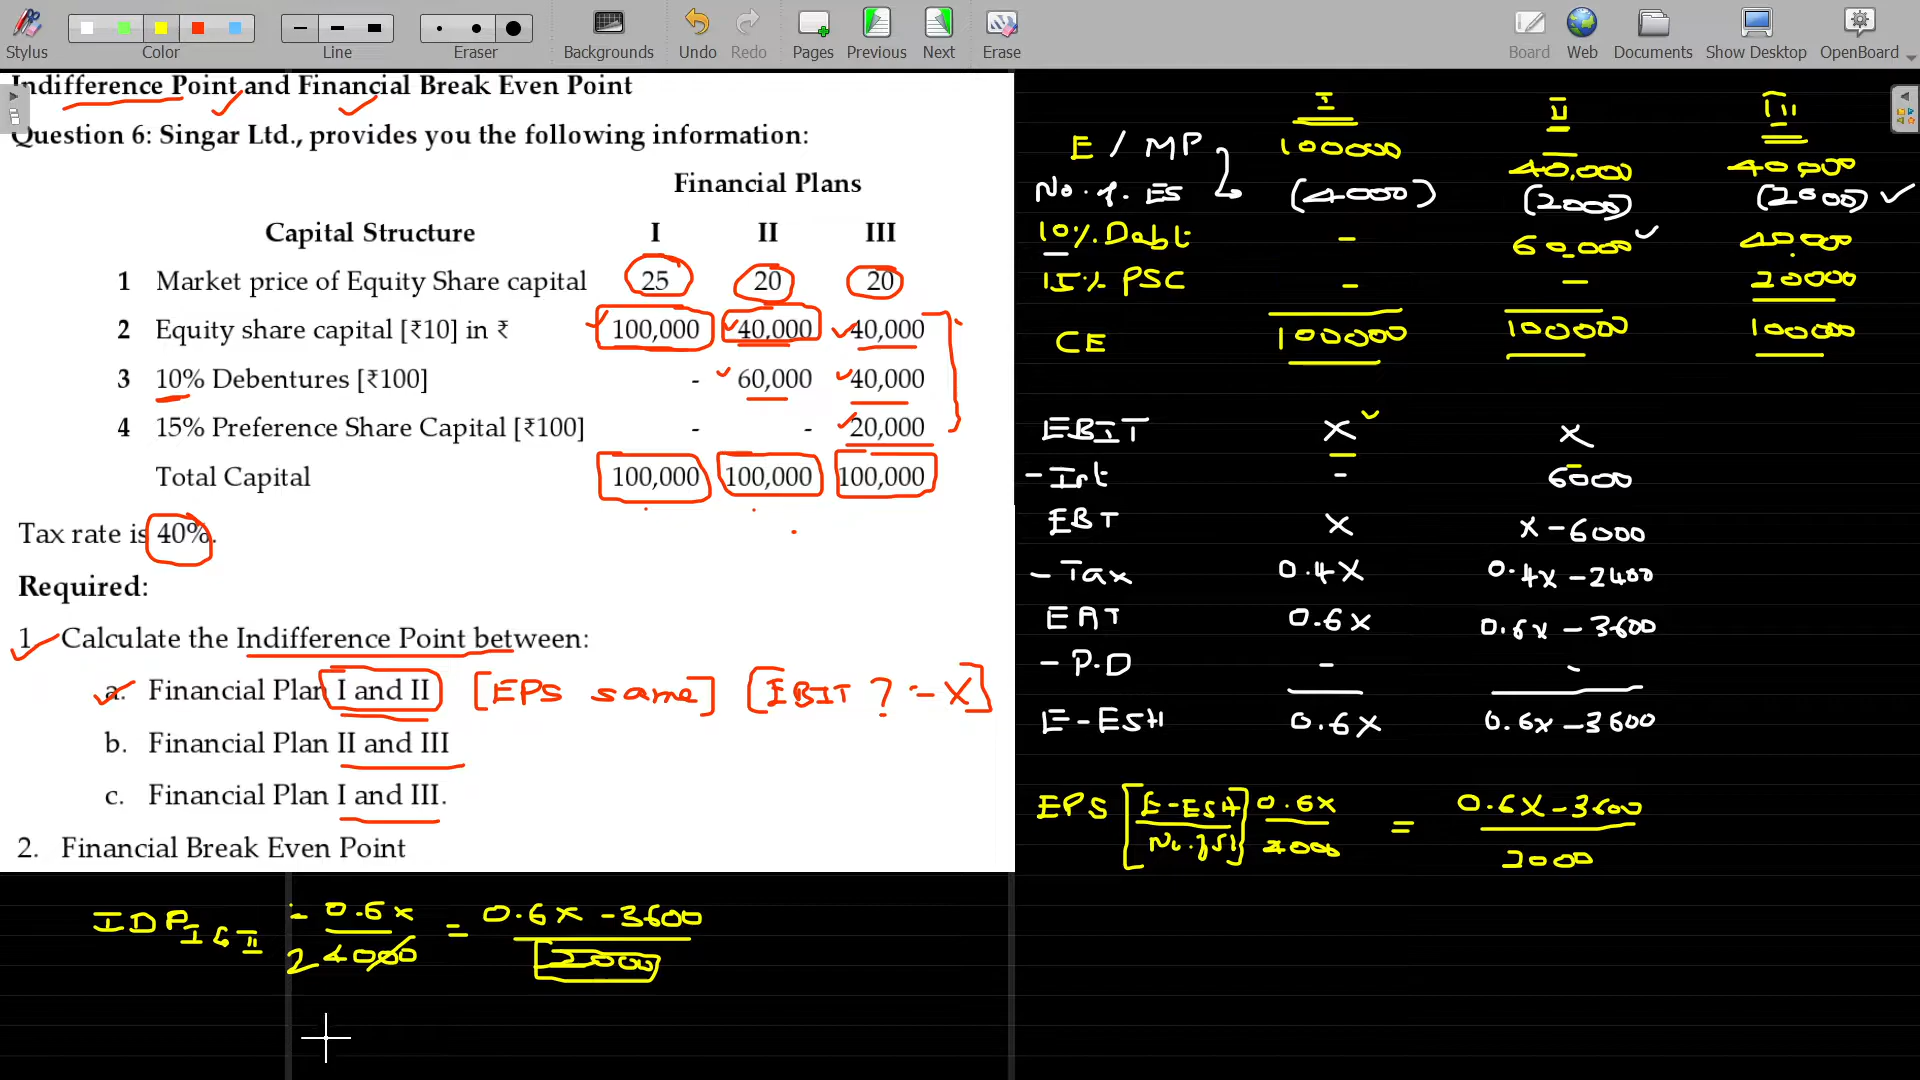 Stylus Color Line Eraser Backgrounds Undo Redo Pages Previous Next Erase Board Web Documents Show Desktop OpenBoard
Indifference Point and Financial Break Even Point
Question 6: Singar Ltd., provides you the following information:
Financial Plans
Capital Structure I II III
1 Market price of Equity Share capital 25 20 20
2 Equity share capital [₹10] in ₹ 100,000 40,000 40,000
3 10% Debentures [₹100] - 60,000 40,000
4 15% Preference Share Capital [₹100] - - 20,000
Total Capital 100,000 100,000 100,000
Tax rate is 40%.
Required:
1 Calculate the Indifference Point between:
a. Financial Plan I and II [EPS same] [EBIT ? - X]
b. Financial Plan II and III
c. Financial Plan I and III.
2. Financial Break Even Point
IDP I & II = 0.6x / 2 4000 = 0.6x - 3600 / 2000
I II III
E / MP 100000 40,000 40,000
No. of. ES (4000) (2000) (2000)
10% Debt - 60,000 40,000
15% PSC - - 20000
CE 100000 100000 100000
EBIT X X
- Int - 6000
EBT X X - 6000
- Tax 0.4X 0.4x - 2400
EAT 0.6X 0.6x - 3600
- P.D - -
E-ESH 0.6X 0.6x - 3600
EPS [E-ESH / No. of SH] 0.6x / 4000 = 0.6X - 3600 / 2000